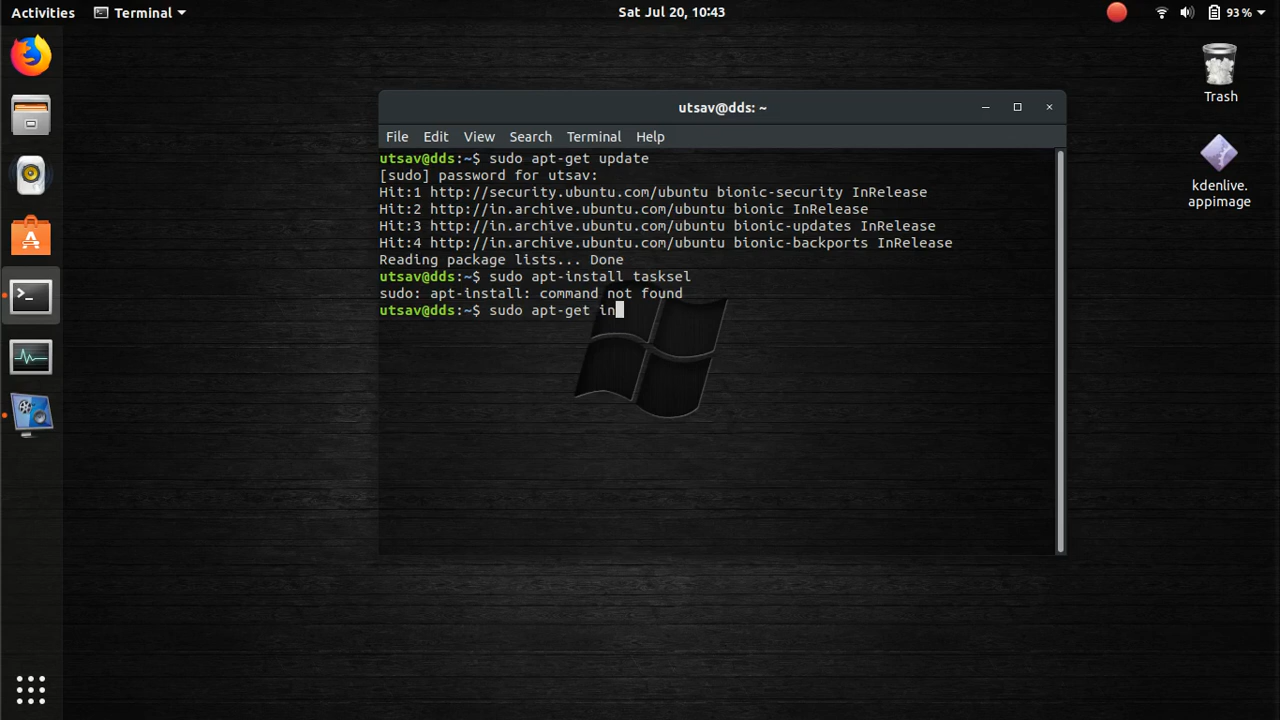 Activities Terminal Sat Jul 20, 10:43 93 %
Trash
kdenlive.
appimage
utsav@dds: ~
File Edit View Search Terminal Help
utsav@dds:~$ sudo apt-get update
[sudo] password for utsav:
Hit:1 http://security.ubuntu.com/ubuntu bionic-security InRelease
Hit:2 http://in.archive.ubuntu.com/ubuntu bionic InRelease
Hit:3 http://in.archive.ubuntu.com/ubuntu bionic-updates InRelease
Hit:4 http://in.archive.ubuntu.com/ubuntu bionic-backports InRelease
Reading package lists... Done
utsav@dds:~$ sudo apt-install tasksel
sudo: apt-install: command not found
utsav@dds:~$ sudo apt-get in